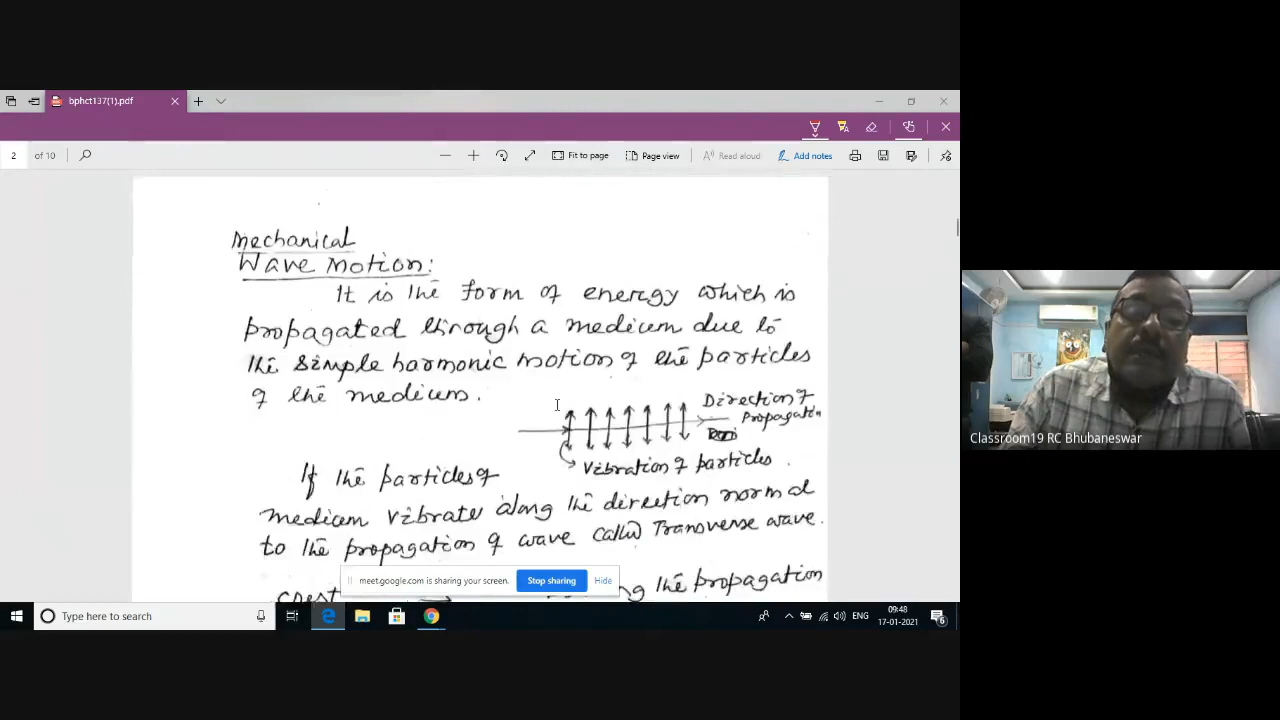 bphct137(1).pdf
2 of 10
Fit to page
Page view
Read aloud
Add notes
Mechanical
Wave Motion:
It is the form of energy which is
propagated through a medium due to
the simple harmonic motion of the particles
of the medium.
Direction of
Propagation
Vibration of particles
If the particles of
medium vibrate along the direction normal
to the propagation of wave called Transverse wave.
crest
the propagation
meet.google.com is sharing your screen.
Stop sharing
Hide
Type here to search
ENG
09:48
17-01-2021
6
Classroom19 RC Bhubaneswar